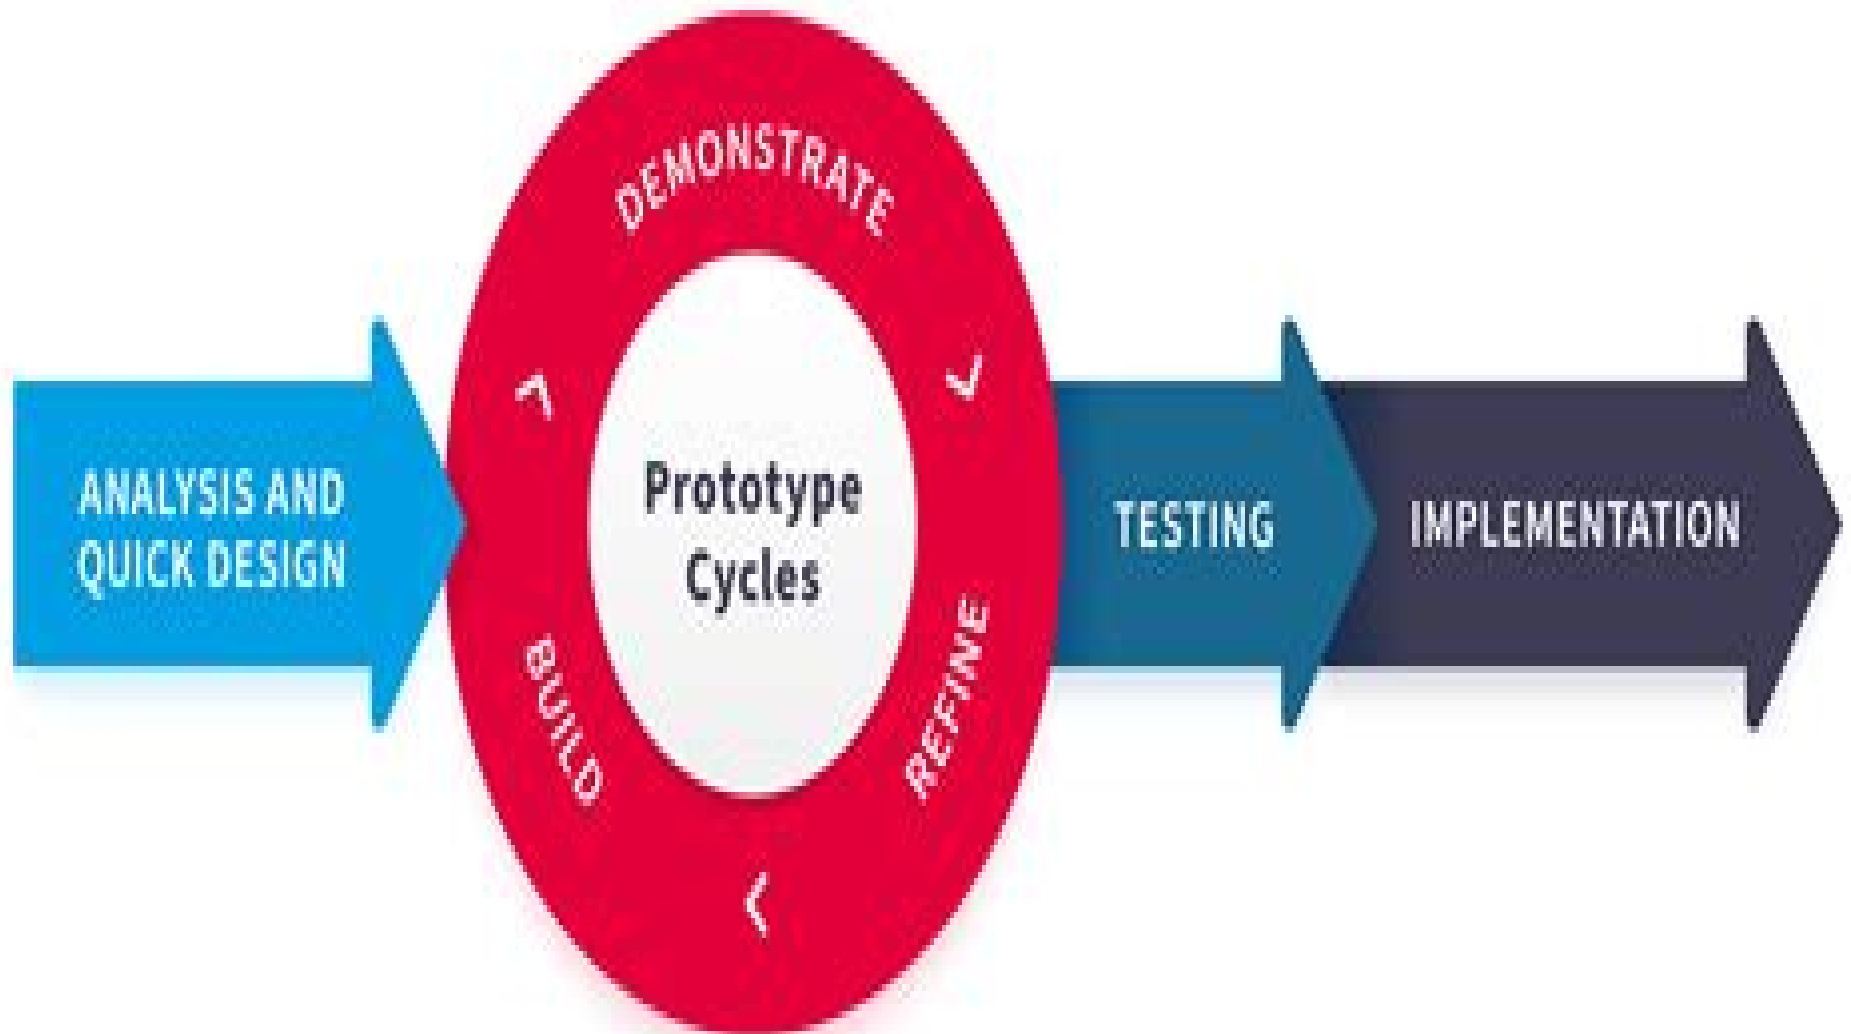 ANALYSIS AND
QUICK DESIGN
DEMONSTRATE
Prototype
Cycles
BUILD
REFINE
TESTING
IMPLEMENTATION